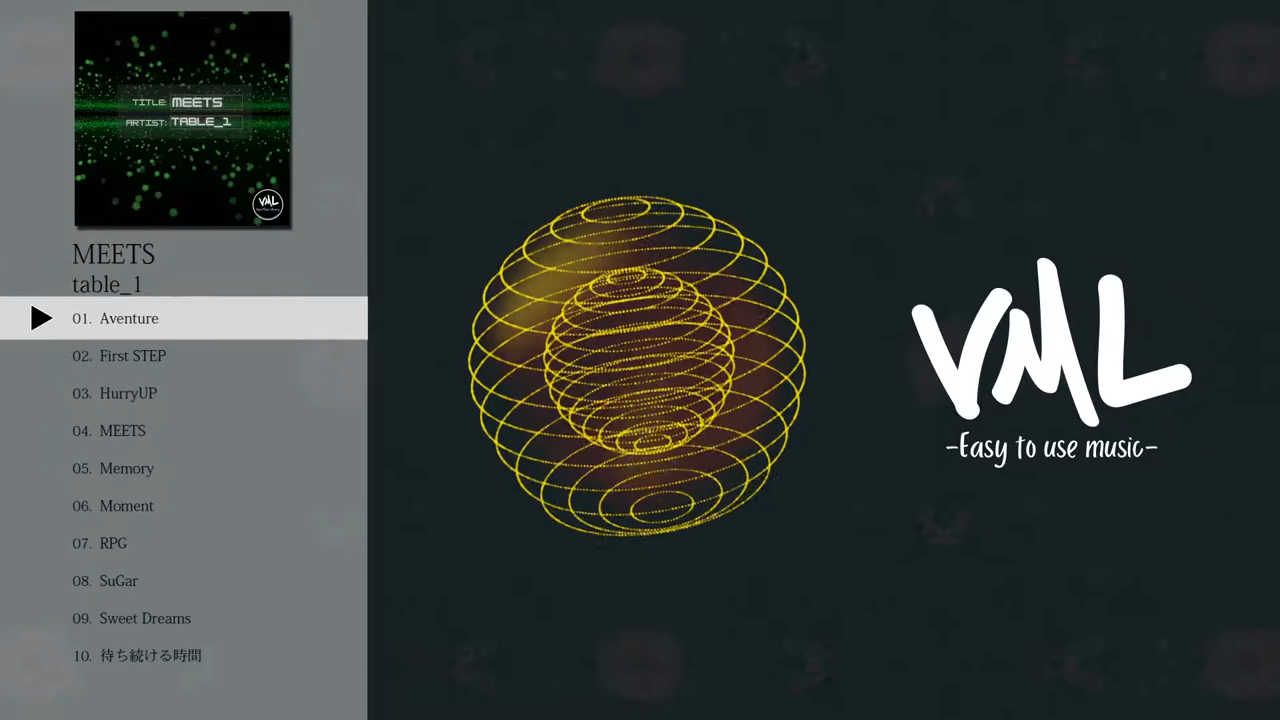 TITLE: MEETS
ARTIST: TABLE_1
VML
MEETS
table_1
01. Aventure
02. First STEP
03. HurryUP
04. MEETS
05. Memory
06. Moment
07. RPG
08. SuGar
09. Sweet Dreams
10. 待ち続ける時間
VML
-Easy to use music-